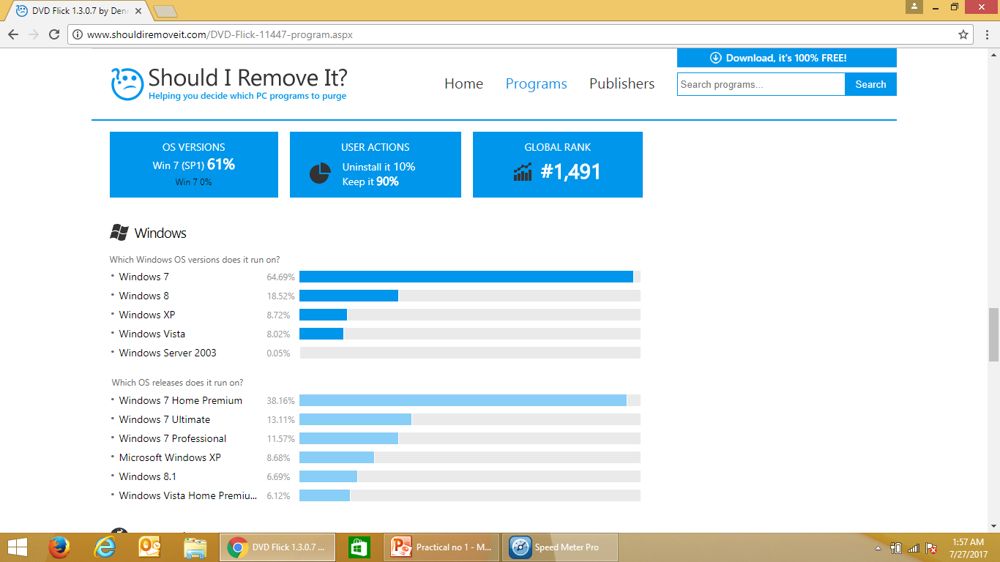 DVD Flick 1.3.0.7 by Den
www.shouldiremoveit.com/DVD-Flick-11447-program.aspx
Download, it's 100% FREE!
Should I Remove It?
Helping you decide which PC programs to purge
Home Programs Publishers
Search programs... Search
OS VERSIONS
Win 7 (SP1) 61%
Win 7 0%
USER ACTIONS
Uninstall it 10%
Keep it 90%
GLOBAL RANK
#1,491
Windows
Which Windows OS versions does it run on?
Windows 7 64.69%
Windows 8 18.52%
Windows XP 8.72%
Windows Vista 8.02%
Windows Server 2003 0.05%
Which OS releases does it run on?
Windows 7 Home Premium 38.16%
Windows 7 Ultimate 13.11%
Windows 7 Professional 11.57%
Microsoft Windows XP 8.68%
Windows 8.1 6.69%
Windows Vista Home Premiu... 6.12%
DVD Flick 1.3.0.7 ...
Practical no 1 - M...
Speed Meter Pro
1:57 AM
7/27/2017